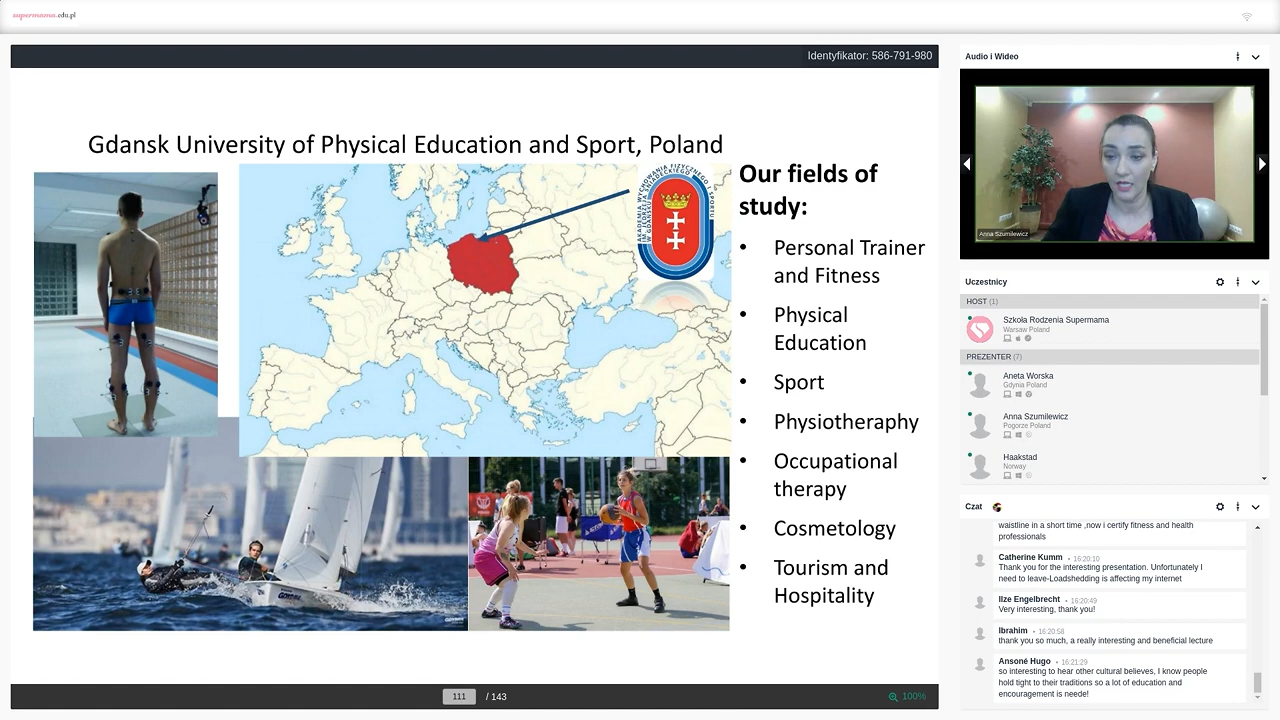 supermama.edu.pl
Identyfikator: 586-791-980
Gdansk University of Physical Education and Sport, Poland
AKADEMIA WYCHOWANIA FIZYCZNEGO
I SPORTU
W GDAŃSKU
Our fields of
study:
• Personal Trainer
and Fitness
• Physical
Education
• Sport
• Physiotheraphy
• Occupational
therapy
• Cosmetology
• Tourism and
Hospitality
111 / 143
100%
Audio i Wideo
Anna Szumilewicz
Uczestnicy
HOST (1)
Szkoła Rodzenia Supermama
Warsaw Poland
PREZENTER (7)
Aneta Worska
Gdynia Poland
Anna Szumilewicz
Pogorze Poland
Haakstad
Norway
Czat
waistline in a short time ,now i certify fitness and health
professionals
Catherine Kumm • 16:20:10
Thank you for the interesting presentation. Unfortunately I
need to leave-Loadshedding is affecting my internet
Ilze Engelbrecht • 16:20:49
Very interesting, thank you!
Ibrahim • 16:20:58
thank you so much, a really interesting and beneficial lecture
Ansoné Hugo • 16:21:29
so interesting to hear other cultural believes, I know people
hold tight to their traditions so a lot of education and
encouragement is neede!